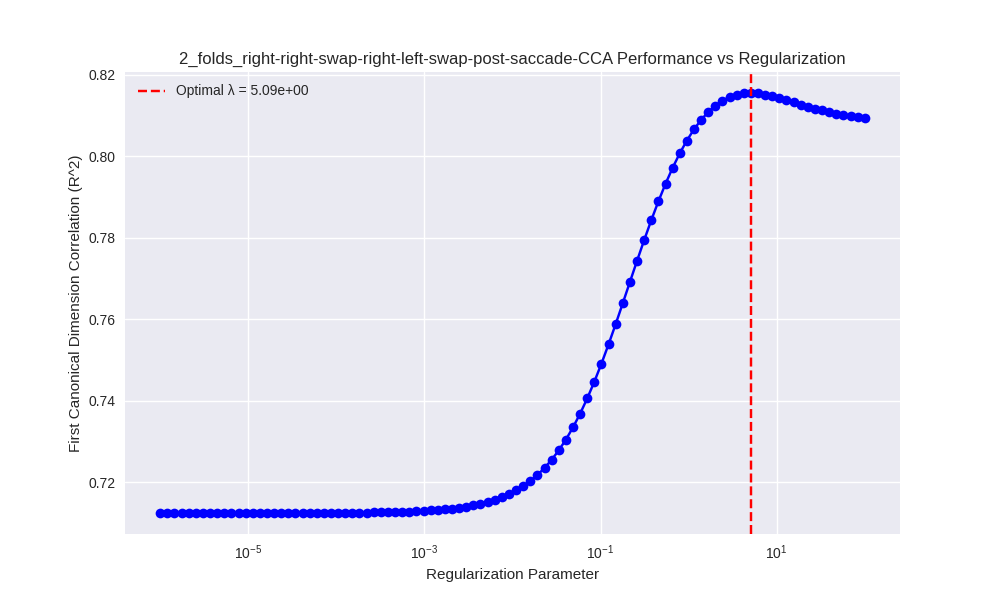 2_folds_right-right-swap-right-left-swap-post-saccade-CCA Performance vs Regularization
Optimal λ = 5.09e+00
First Canonical Dimension Correlation (R^2)
0.82
0.80
0.78
0.76
0.74
0.72
10⁻⁵
10⁻³
10⁻¹
10¹
Regularization Parameter